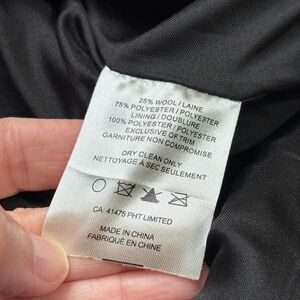 25% WOOL / LAINE
75% POLYESTER / POLYESTER
LINING / DOUBLURE
100% POLYESTER / POLYESTER
EXCLUSIVE OF TRIM
GARNITURE NON COMPROMISE
DRY CLEAN ONLY
NETTOYAGE À SEC SEULEMENT
CA. 41475 PHT LIMITED
MADE IN CHINA
FABRIQUÉ EN CHINE